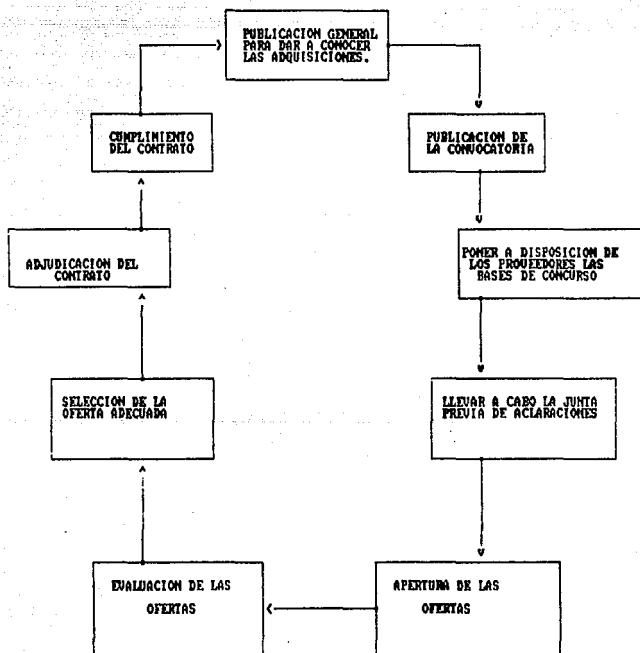 PUBLICACION GENERAL
PARA DAR A CONOCER
LAS ADQUISICIONES.
PUBLICACION DE
LA CONVOCATORIA
PONER A DISPOSICION DE
LOS PROVEEDORES LAS
BASES DE CONCURSO
LLEVAR A CABO LA JUNTA
PREVIA DE ACLARACIONES
APERTURA DE LAS
OFERTAS
EVALUACION DE LAS
OFERTAS
SELECCION DE LA
OFERTA ADECUADA
ADJUDICACION DEL
CONTRATO
CUMPLIMIENTO
DEL CONTRATO